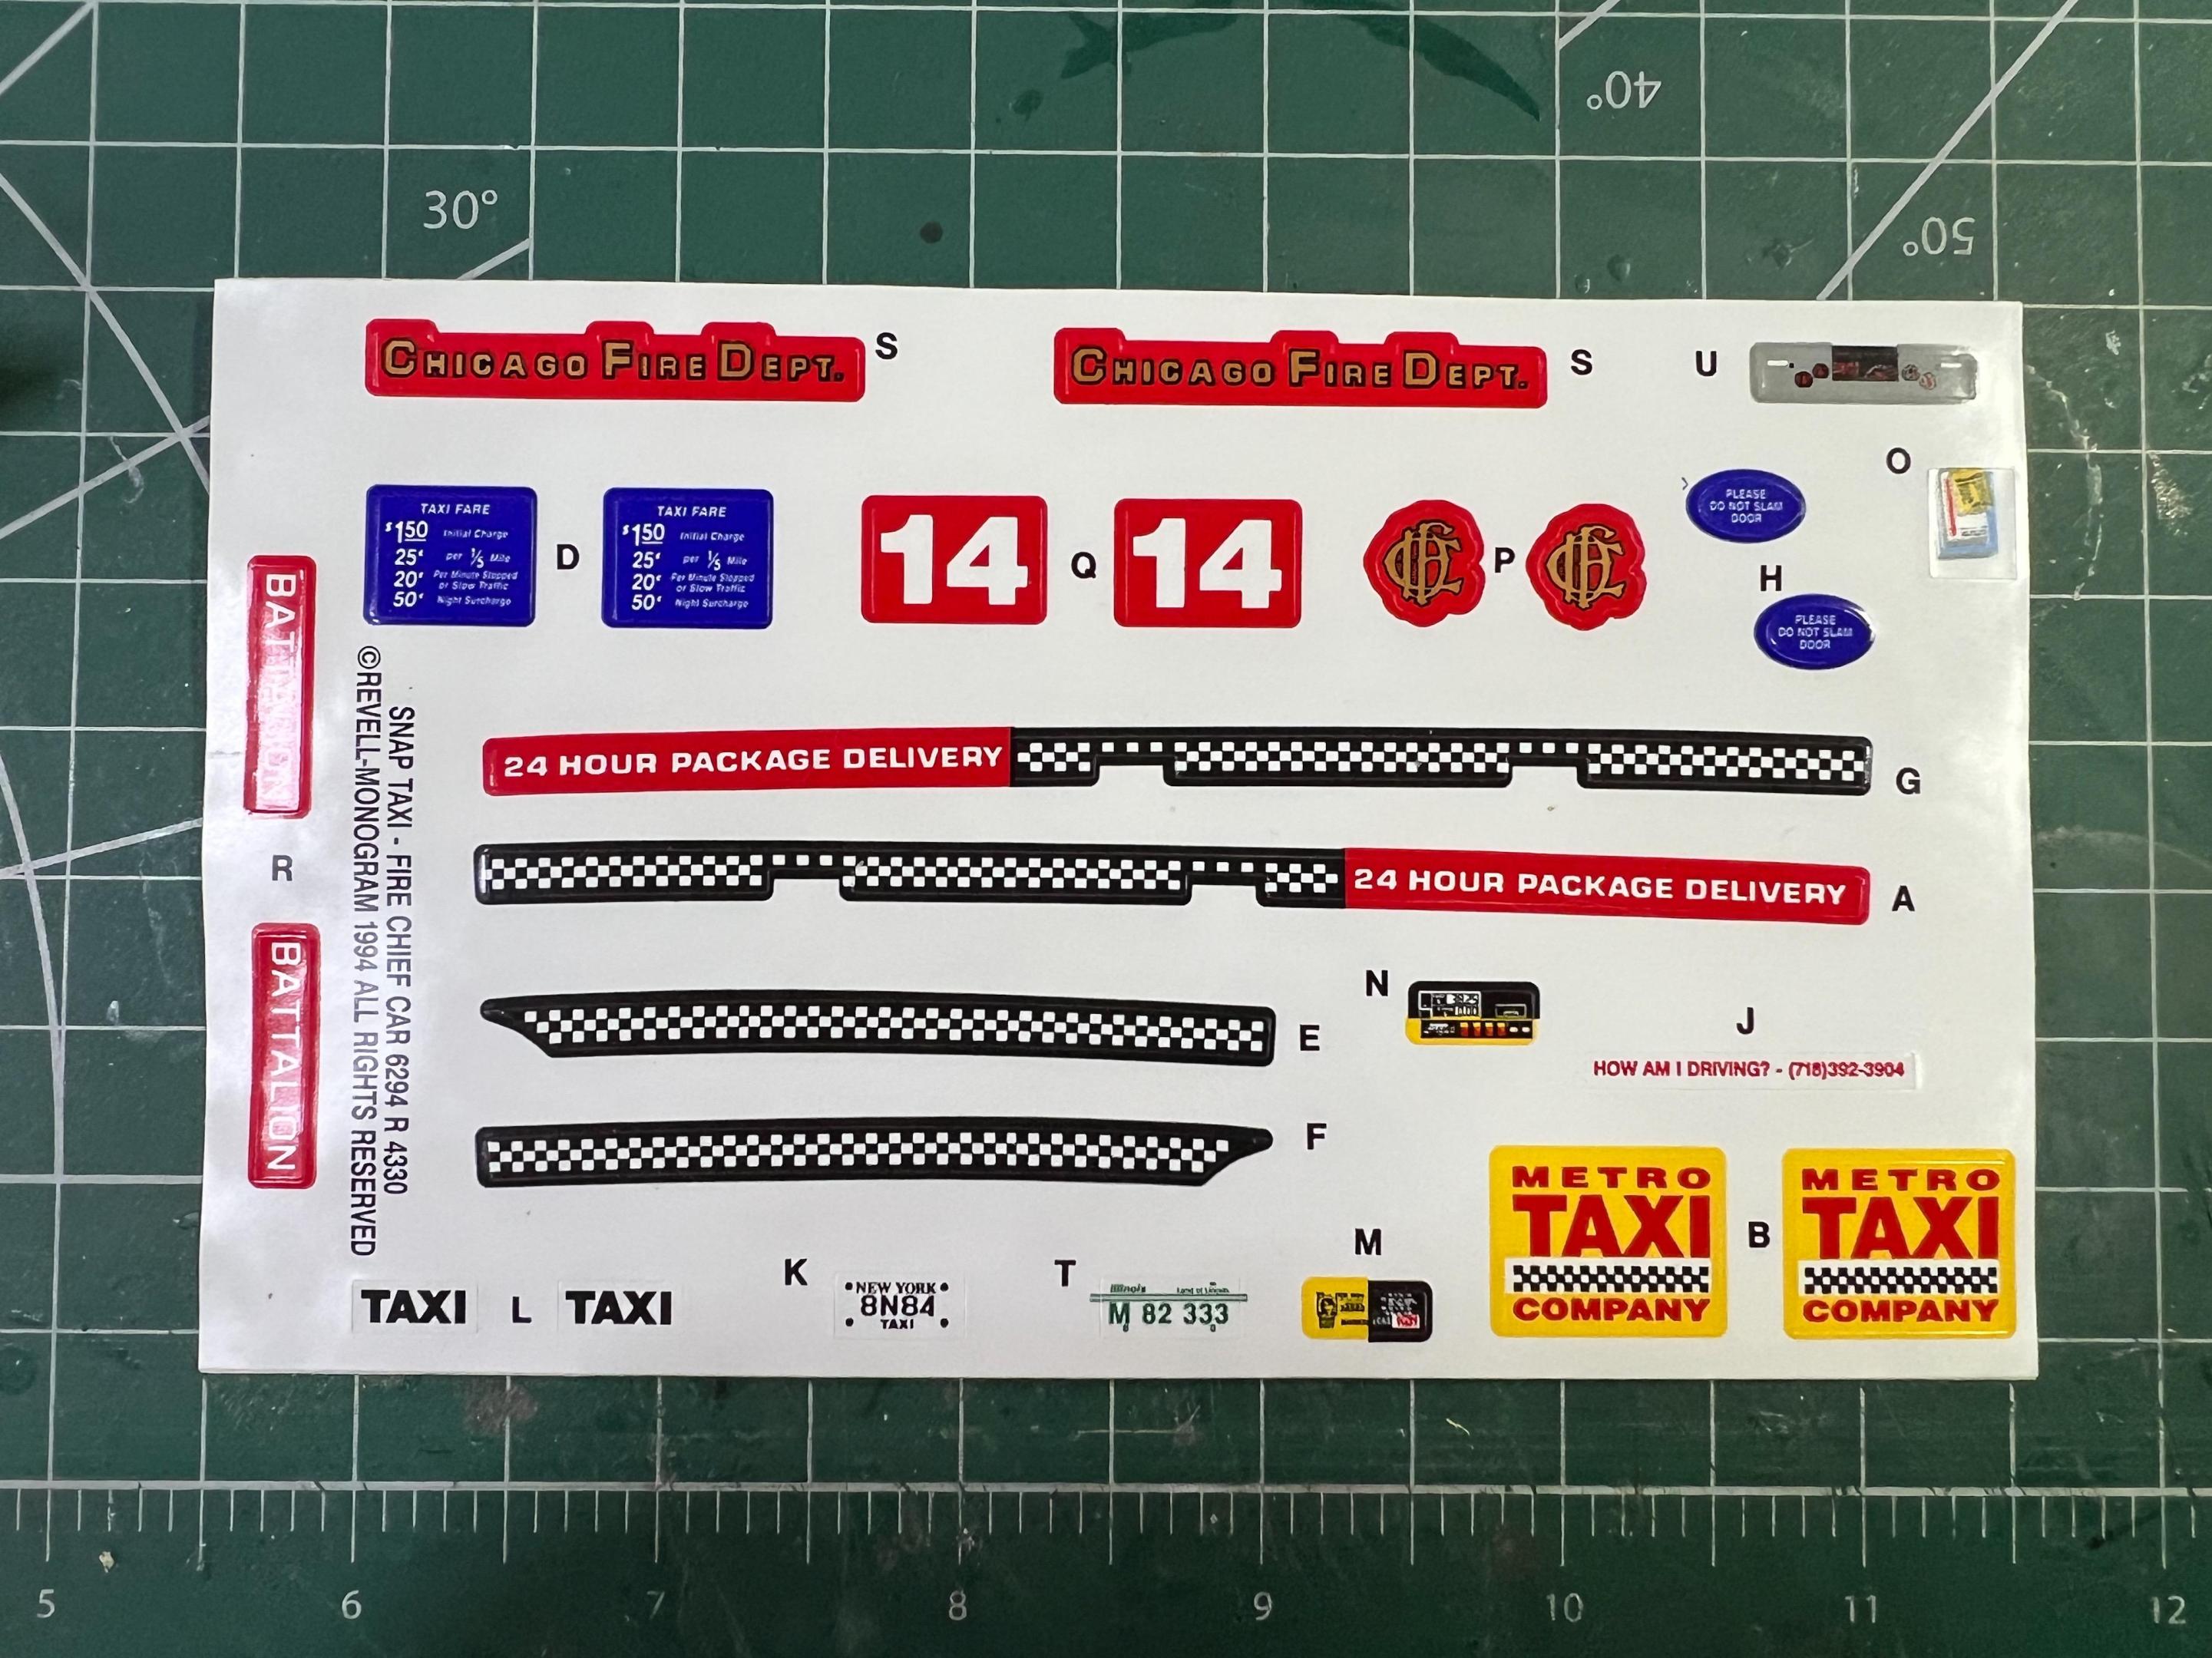 40°
30°
50°
CHICAGO FIRE DEPT.
S
CHICAGO FIRE DEPT.
S
U
O
TAXI FARE
$1.50 Initial Charge
25¢ per 1/5 Mile
20¢ Per Minute Stopped
or Slow Traffic
50¢ Night Surcharge
D
TAXI FARE
$1.50 Initial Charge
25¢ per 1/5 Mile
20¢ Per Minute Stopped
or Slow Traffic
50¢ Night Surcharge
14
Q
14
P
PLEASE
DO NOT SLAM
DOOR
H
PLEASE
DO NOT SLAM
DOOR
BATTALION
R
BATTALION
SNAP TAXI - FIRE CHIEF CAR 6294 R 4330
©REVELL-MONOGRAM 1994 ALL RIGHTS RESERVED
24 HOUR PACKAGE DELIVERY
G
24 HOUR PACKAGE DELIVERY
A
E
N
J
HOW AM I DRIVING? - (718)392-3904
F
TAXI
L
TAXI
K
NEW YORK
8N84
TAXI
T
Illinois Land of Lincoln
M 82 333
M
METRO
TAXI
COMPANY
B
METRO
TAXI
COMPANY
5 6 7 8 9 10 11 12